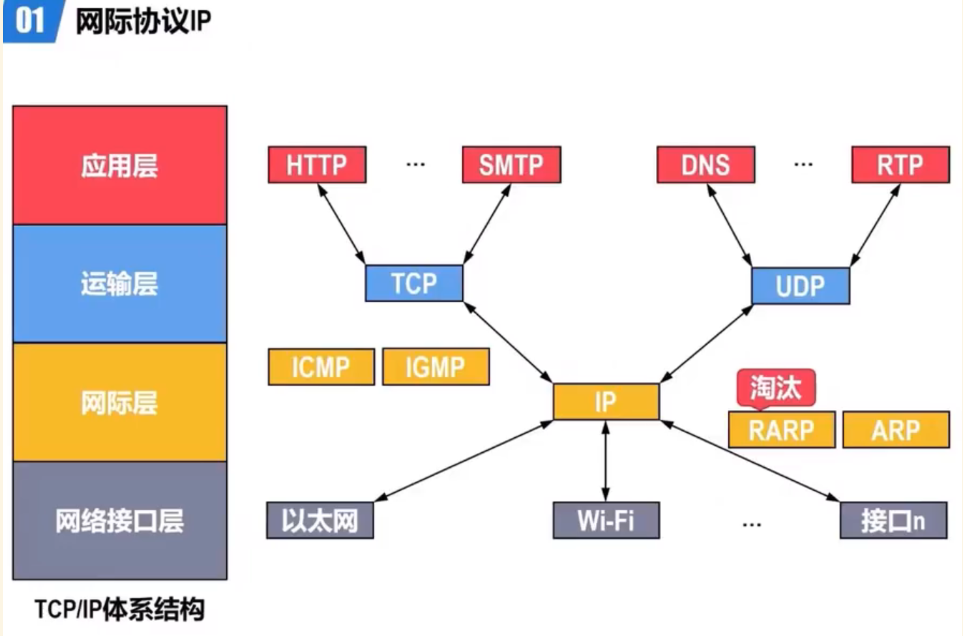 01 网际协议IP
应用层
HTTP ... SMTP DNS ... RTP
运输层
TCP UDP
网际层
ICMP IGMP
IP
淘汰
RARP ARP
网络接口层
以太网 Wi-Fi ... 接口n
TCP/IP体系结构